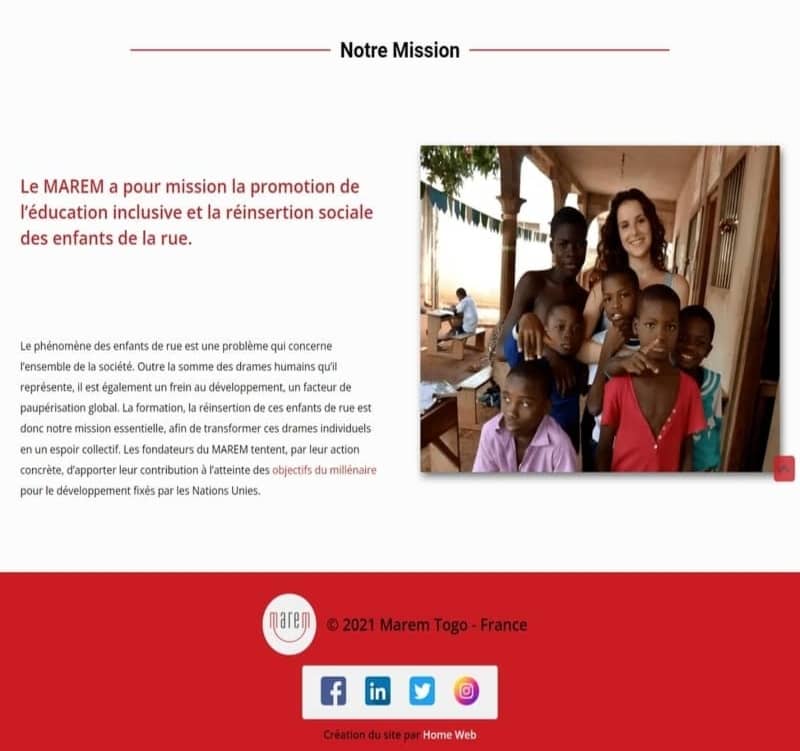 Notre Mission
Le MAREM a pour mission la promotion de
l'éducation inclusive et la réinsertion sociale
des enfants de la rue.
Le phénomène des enfants de rue est une problème qui concerne
l'ensemble de la société. Outre la somme des drames humains qu'il
représente, il est également un frein au développement, un facteur de
paupérisation global. La formation, la réinsertion de ces enfants de rue est
donc notre mission essentielle, afin de transformer ces drames individuels
en un espoir collectif. Les fondateurs du MAREM tentent, par leur action
concrète, d'apporter leur contribution à l'atteinte des objectifs du millénaire
pour le développement fixés par les Nations Unies.
marem
© 2021 Marem Togo - France
Création du site par Home Web